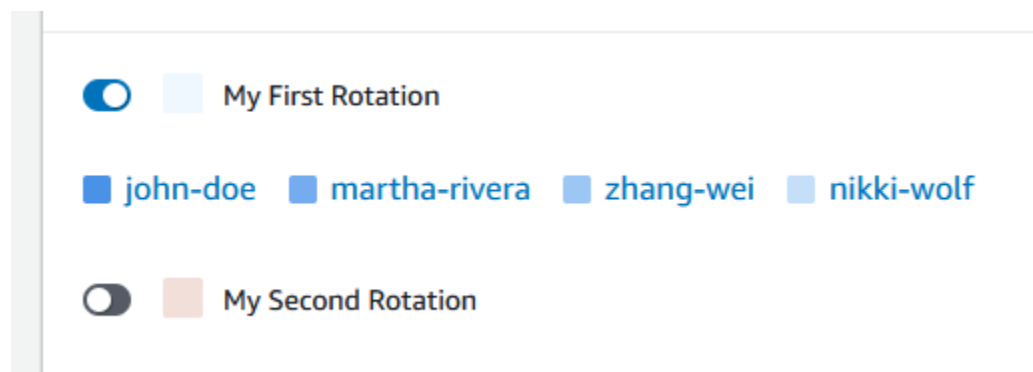 My First Rotation
john-doe martha-rivera zhang-wei nikki-wolf
My Second Rotation